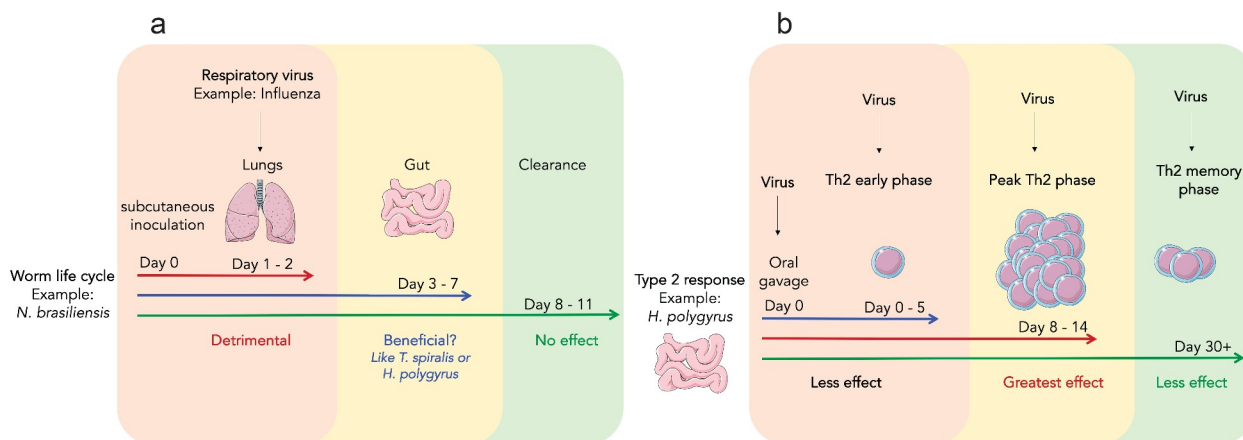 a
Respiratory virus
Example: Influenza
Lungs
Gut
Clearance
subcutaneous
inoculation
Worm life cycle
Example:
N. brasiliensis
Day 0
Day 1 - 2
Day 3 - 7
Day 8 - 11
Detrimental
Beneficial?
Like T. spiralis or
H. polygyrus
No effect
b
Virus
Virus
Virus
Virus
Th2 early phase
Peak Th2 phase
Th2 memory
phase
Type 2 response
Example:
H. polygyrus
Oral
gavage
Day 0
Day 0 - 5
Day 8 - 14
Day 30+
Less effect
Greatest effect
Less effect